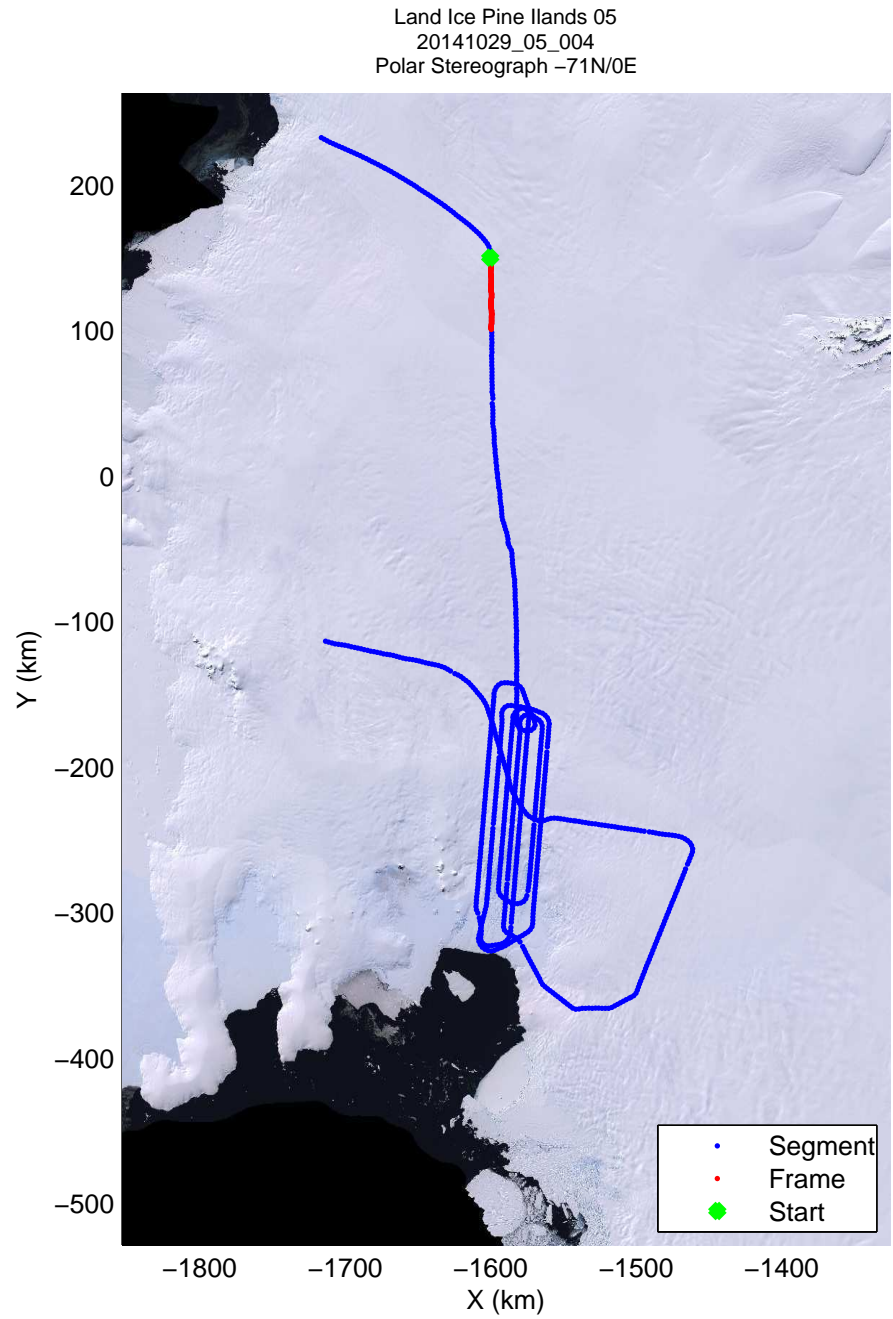 Land Ice Pine Ilands 05
20141029_05_004
Polar Stereograph −71N/0E
200
100
0
−100
−200
−300
−400
−500
Y (km)
−1800
−1700
−1600
−1500
−1400
X (km)
Segment
Frame
Start